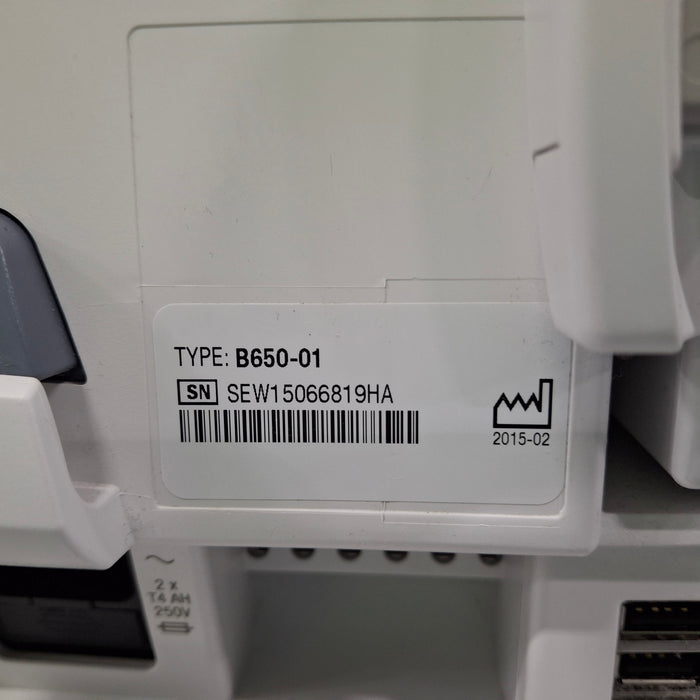 TYPE: B650-01
SN SEW15066819HA
2015-02
2 x
T4 AH
250V